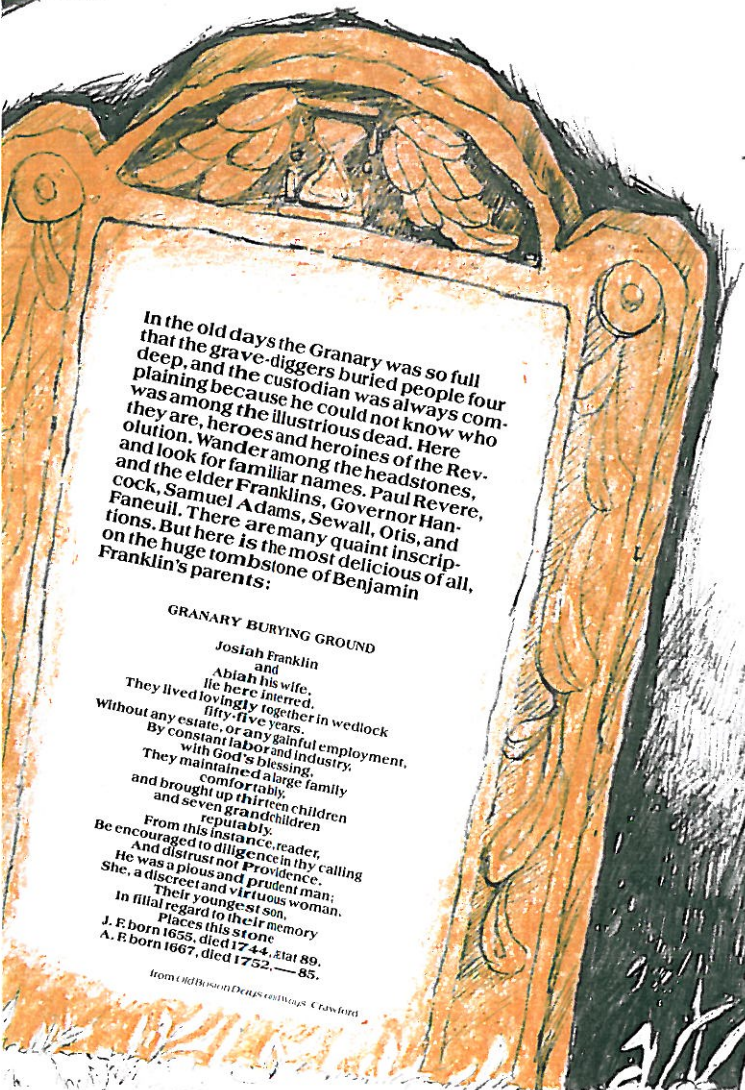 In the old days the Granary was so full
that the grave-diggers buried people four
deep, and the custodian was always com-
plaining because he could not know who
was among the illustrious dead. Here
they are, heroes and heroines of the Rev-
olution. Wander among the headstones,
and look for familiar names. Paul Revere,
and the elder Franklins, Governor Han-
cock, Samuel Adams, Sewall, Otis, and
Faneuil. There are many quaint inscrip-
tions. But here is the most delicious of all,
on the huge tombstone of Benjamin
Franklin's parents:
GRANARY BURYING GROUND
Josiah Franklin
and
Abiah his wife,
lie here interred.
They lived lovingly together in wedlock
fifty-five years.
Without any estate, or any gainful employment,
By constant labor and industry,
with God's blessing,
They maintained a large family
comfortably,
and brought up thirteen children
and seven grandchildren
reputably.
From this instance, reader,
Be encouraged to diligence in thy calling
And distrust not Providence.
He was a pious and prudent man;
She, a discreet and virtuous woman.
Their youngest son,
In filial regard to their memory
Places this stone
J. F. born 1655, died 1744, Ætat 89.
A. F. born 1667, died 1752, — 85.
from Old Boston Days and Ways, Crawford